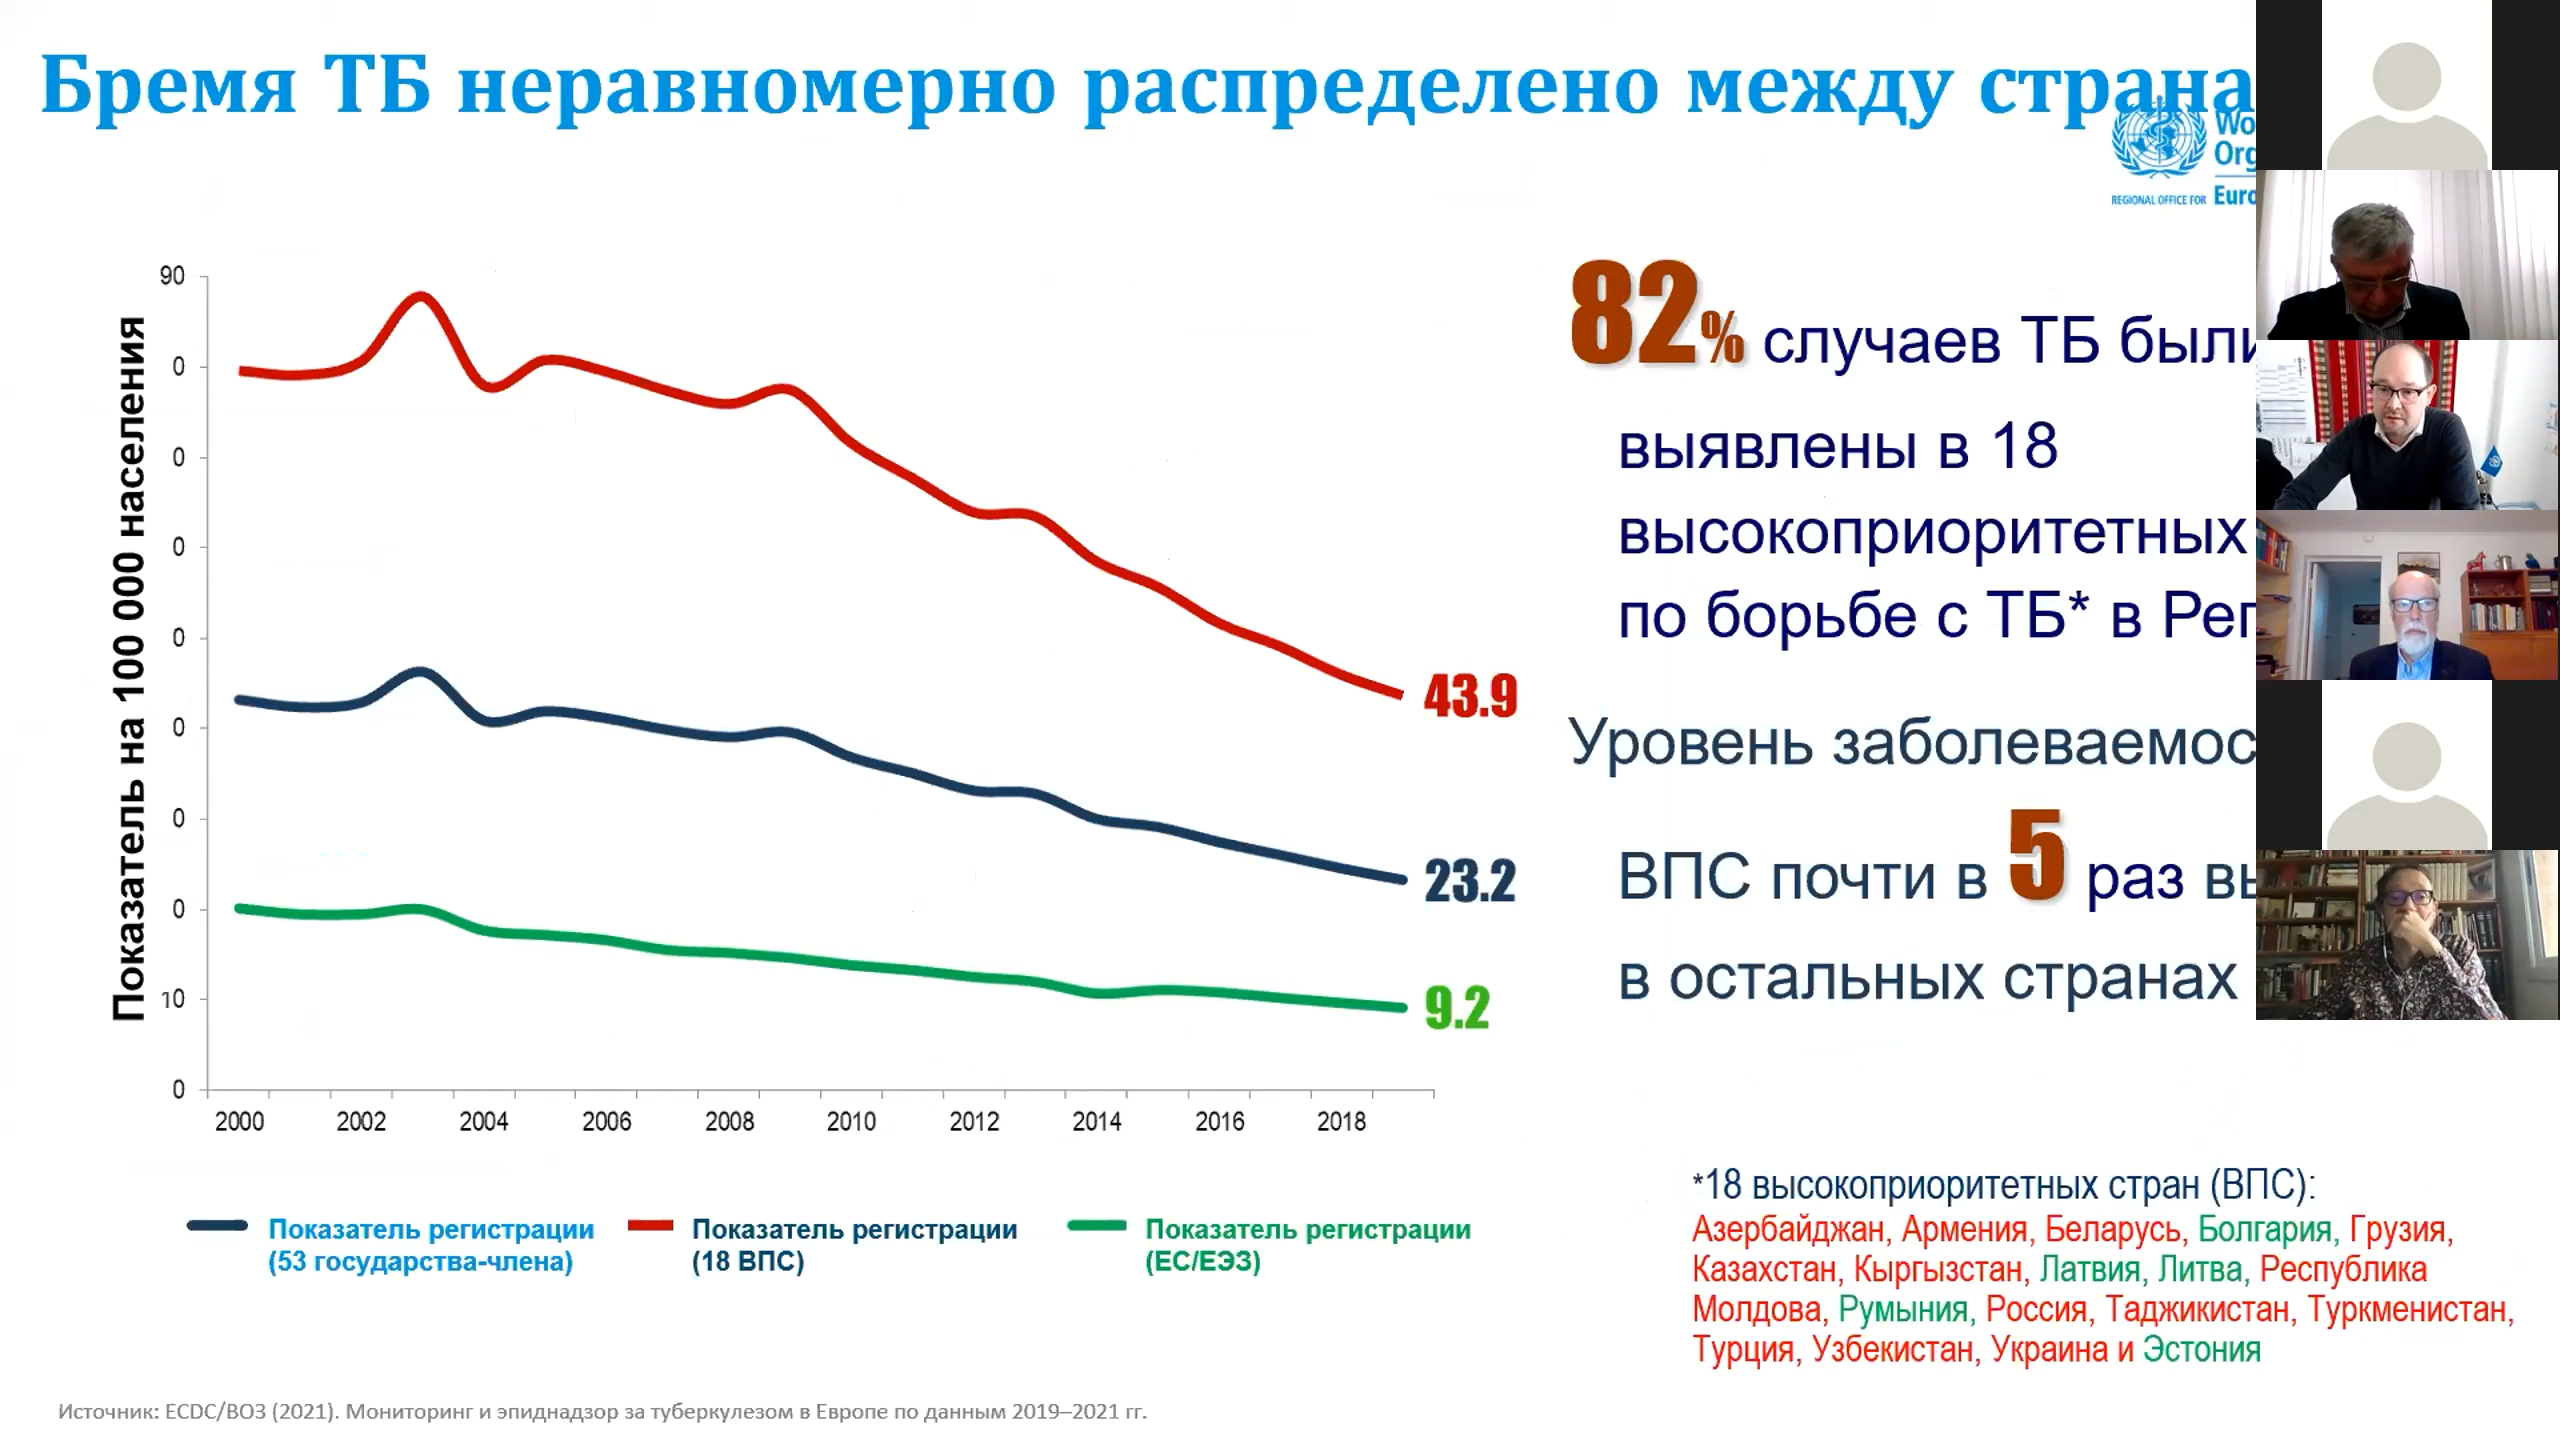 Бремя ТБ неравномерно распределено между страна
REGIONAL OFFICE FOR
82% случаев ТБ были
выявлены в 18
высокоприоритетных
по борьбе с ТБ* в
Уровень
ВПС почти в 5 раз
в остальных странах
Показатель на 100 000 населения
90
0
0
0
0
0
0
0
10
0
43.9
23.2
9.2
2000 2002 2004 2006 2008 2010 2012 2014 2016 2018
Показатель регистрации
(53 государства-члена)
Показатель регистрации
(18 ВПС)
Показатель регистрации
(ЕС/ЕЭЗ)
*18 высокоприоритетных стран (ВПС):
Азербайджан, Армения, Беларусь, Болгария, Грузия,
Казахстан, Кыргызстан, Латвия, Литва, Республика
Молдова, Румыния, Россия, Таджикистан, Туркменистан,
Турция, Узбекистан, Украина и Эстония
Источник: ECDC/ВОЗ (2021). Мониторинг и эпиднадзор за туберкулезом в Европе по данным 2019–2021 гг.